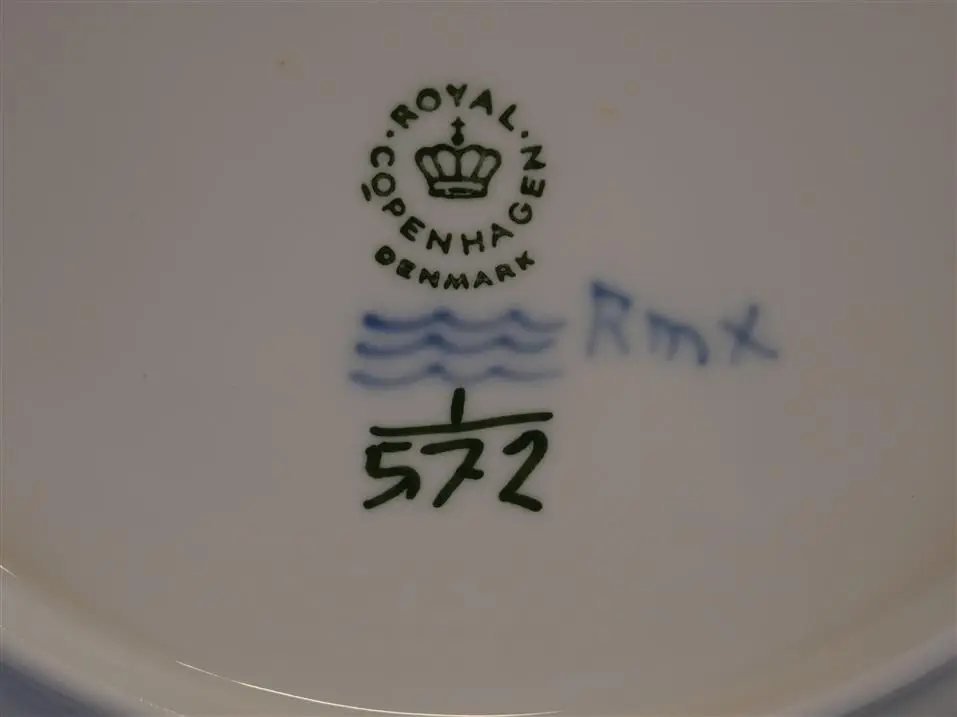 ROYAL
COPENHAGEN
DENMARK
Rmx
1
572